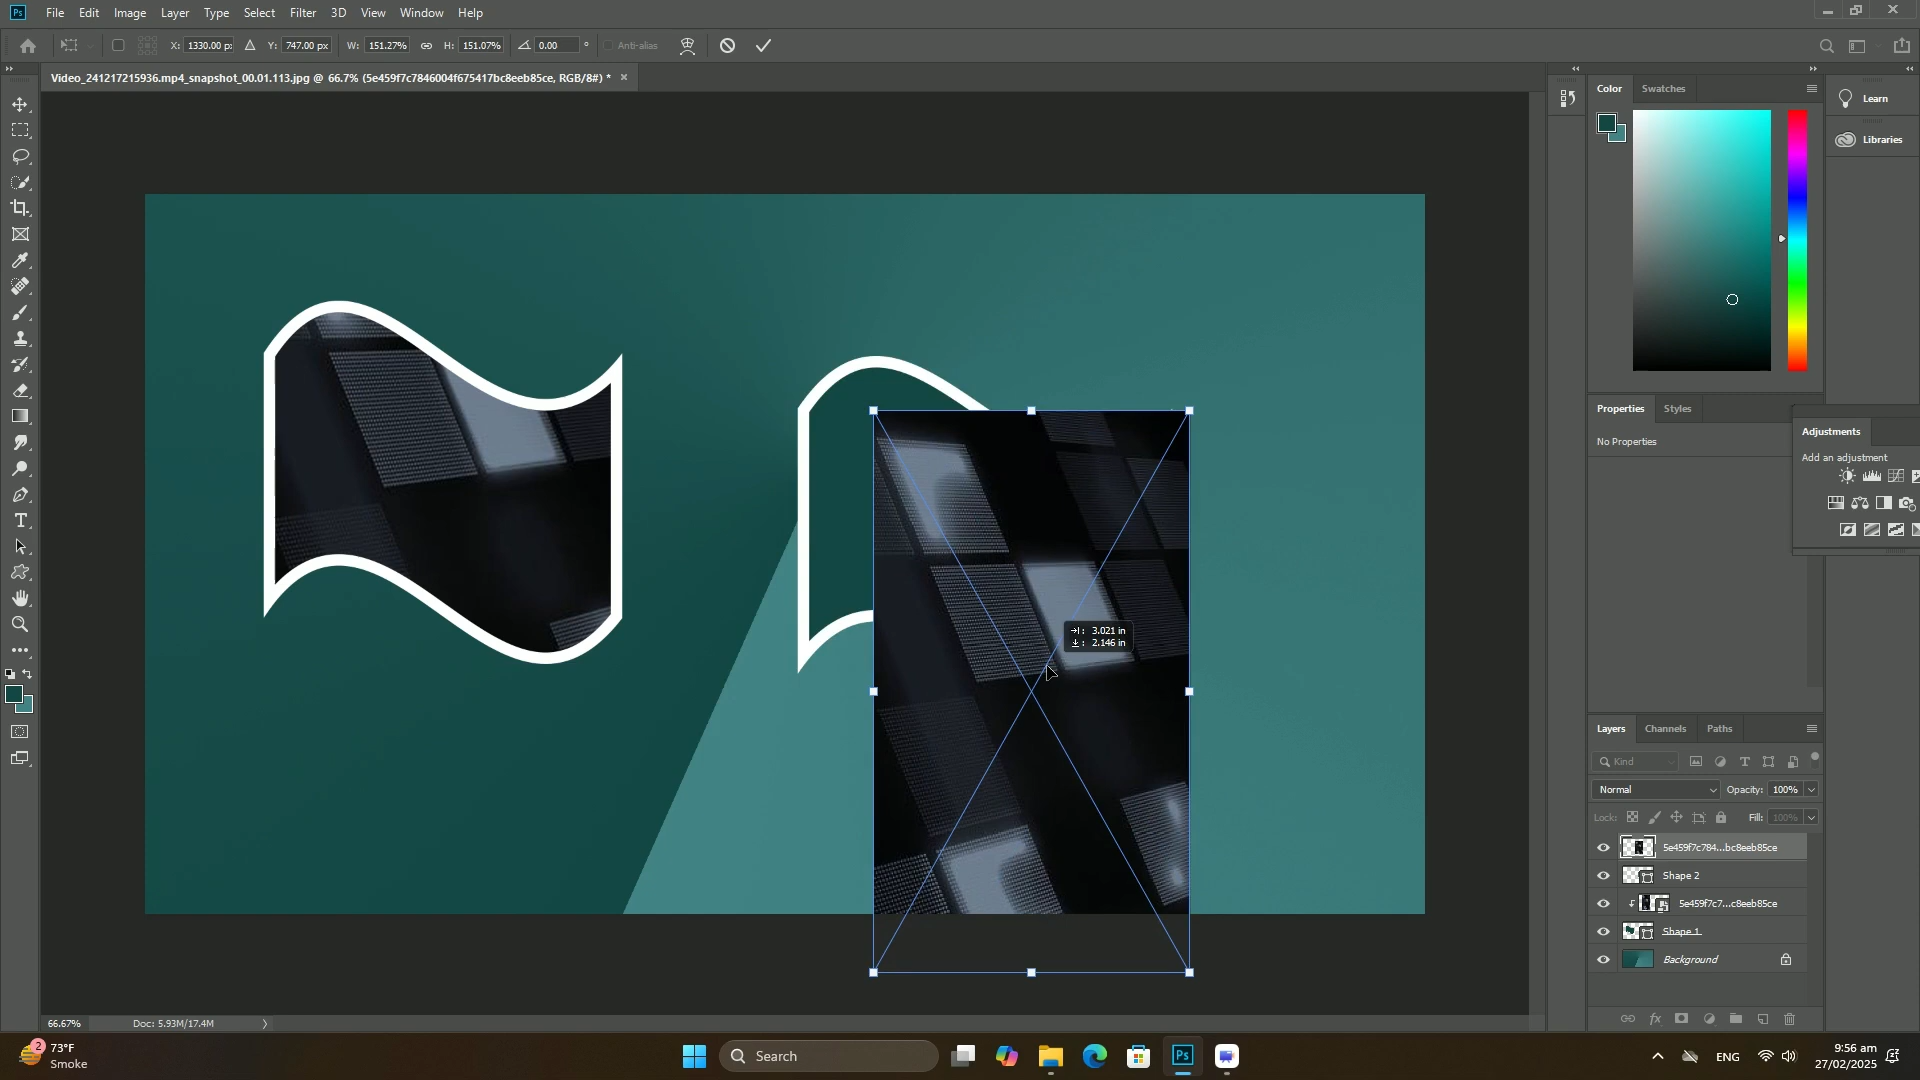 Ps File Edit Image Layer Type Select Filter 3D View Window Help
X: 1330.00 px Y: 747.00 px W: 151.27% H: 151.07% 0.00 ° Anti-alias
Video_241217215936.mp4_snapshot_00.01.113.jpg @ 66.7% (5e459f7c7846004f675417bc8eeb85ce, RGB/8#) *
Color Swatches
Learn
Libraries
Properties Styles
No Properties
Adjustments
Add an adjustment
3.021 in
2.146 in
Layers Channels Paths
Kind
Normal Opacity: 100%
Lock: Fill: 100%
5e459f7c784...bc8eeb85ce
Shape 2
5e459f7c7...c8eeb85ce
Shape 1
Background
66.67% Doc: 5.93M/17.4M
2
73°F
Smoke
Search
Ps
ENG
9:56 am
27/02/2025